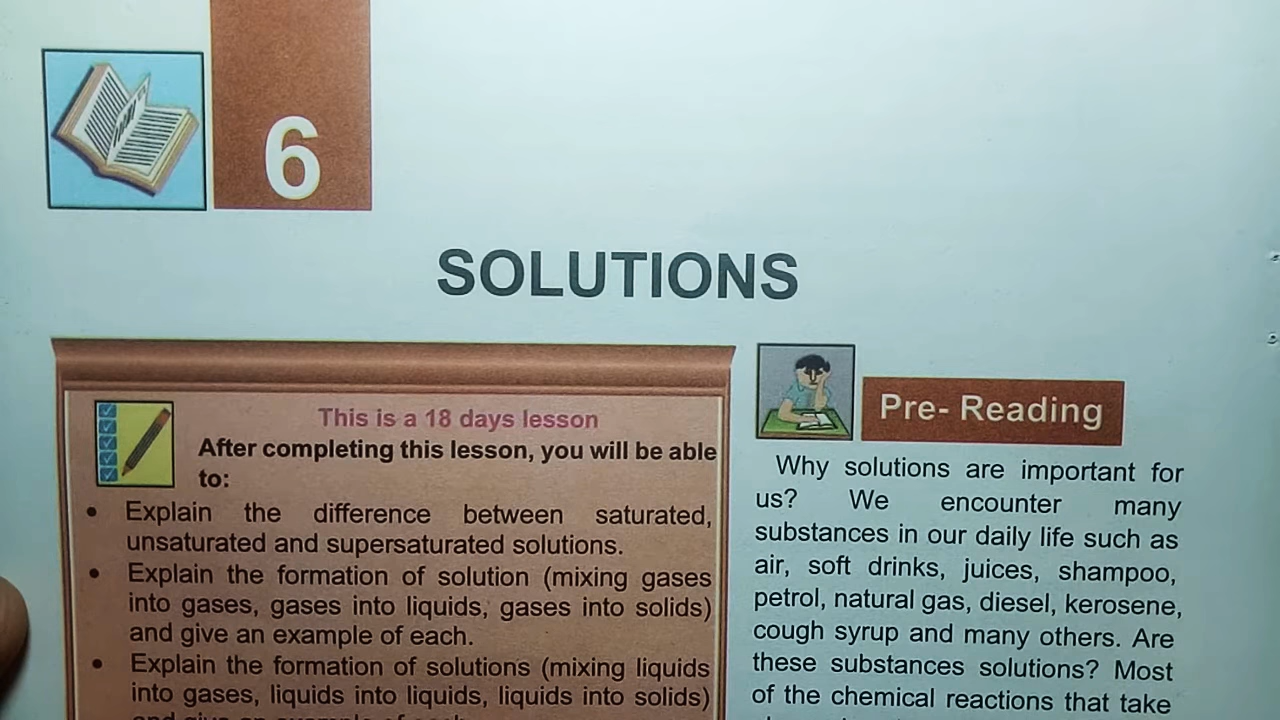 6
SOLUTIONS
This is a 18 days lesson
After completing this lesson, you will be able
to:
• Explain the difference between saturated,
unsaturated and supersaturated solutions.
• Explain the formation of solution (mixing gases
into gases, gases into liquids, gases into solids)
and give an example of each.
• Explain the formation of solutions (mixing liquids
into gases, liquids into liquids, liquids into solids)
Pre- Reading
Why solutions are important for
us? We encounter many
substances in our daily life such as
air, soft drinks, juices, shampoo,
petrol, natural gas, diesel, kerosene,
cough syrup and many others. Are
these substances solutions? Most
of the chemical reactions that take